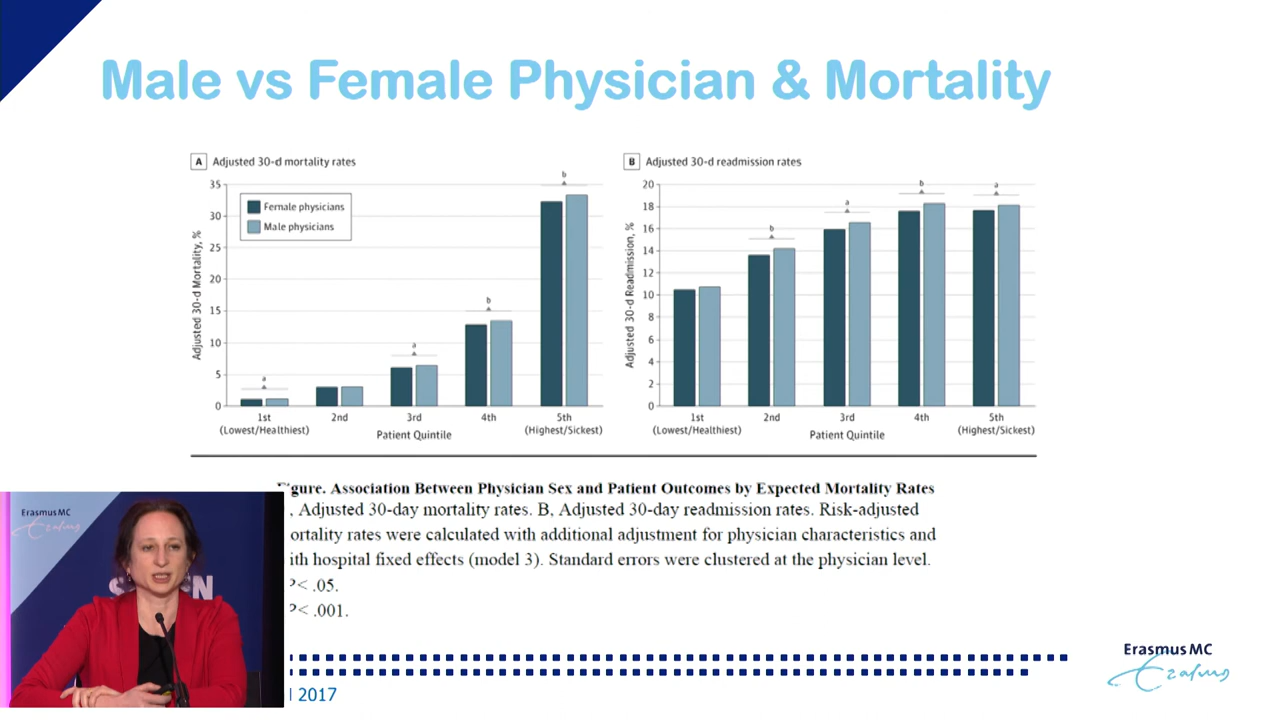 Male vs Female Physician & Mortality
A Adjusted 30-d mortality rates
35
30
25
20
15
10
5
0
Adjusted 30-d Mortality, %
Female physicians
Male physicians
a
a
b
b
1st
(Lowest/Healthiest)
2nd
3rd
4th
5th
(Highest/Sickest)
Patient Quintile
B Adjusted 30-d readmission rates
20
18
16
14
12
10
8
6
4
2
0
Adjusted 30-d Readmission, %
b
a
b
a
1st
(Lowest/Healthiest)
2nd
3rd
4th
5th
(Highest/Sickest)
Patient Quintile
gure. Association Between Physician Sex and Patient Outcomes by Expected Mortality Rates
, Adjusted 30-day mortality rates. B, Adjusted 30-day readmission rates. Risk-adjusted
ortality rates were calculated with additional adjustment for physician characteristics and
ith hospital fixed effects (model 3). Standard errors were clustered at the physician level.
< .05.
< .001.
2017
Erasmus MC
Erasmus
Erasmus MC
Erasmus